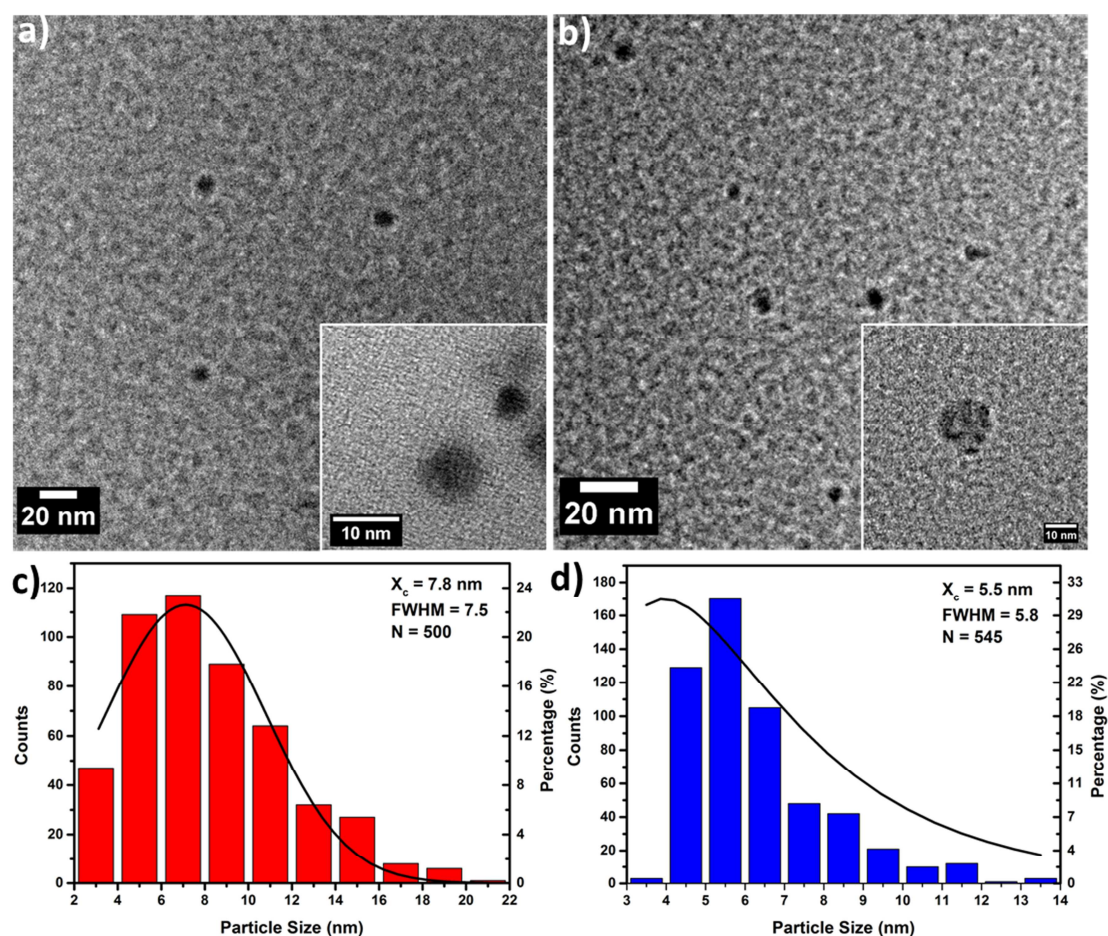 a)
b)
20 nm
10 nm
20 nm
10 nm
c)
X_c = 7.8 nm
FWHM = 7.5
N = 500
120
100
80
60
40
20
0
Counts
24
20
16
12
8
4
0
Percentage (%)
2 4 6 8 10 12 14 16 18 20 22
Particle Size (nm)
d)
X_c = 5.5 nm
FWHM = 5.8
N = 545
180
160
140
120
100
80
60
40
20
0
Counts
33
29
26
22
18
15
11
7
4
0
Percentage (%)
3 4 5 6 7 8 9 10 11 12 13 14
Particle Size (nm)